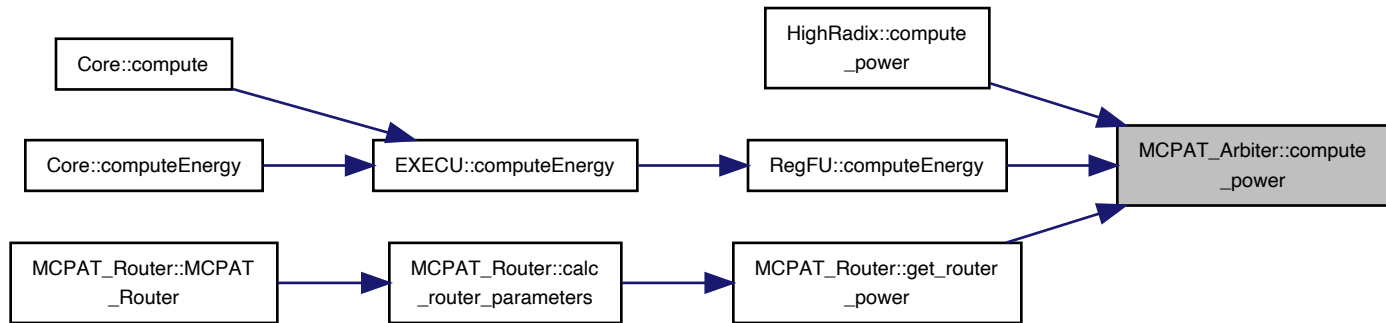 HighRadix::compute
_power
Core::compute
MCPAT_Arbiter::compute
_power
Core::computeEnergy
EXECU::computeEnergy
RegFU::computeEnergy
MCPAT_Router::MCPAT
_Router
MCPAT_Router::calc
_router_parameters
MCPAT_Router::get_router
_power